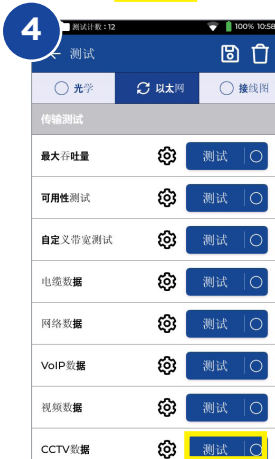 4
测试计数：12 100% 10:58
← 测试
光学 以太网 接线图
传输测试
最大吞吐量 测试
可用性测试 测试
自定义带宽测试 测试
电缆数据 测试
网络数据 测试
VoIP数据 测试
视频数据 测试
CCTV数据 测试